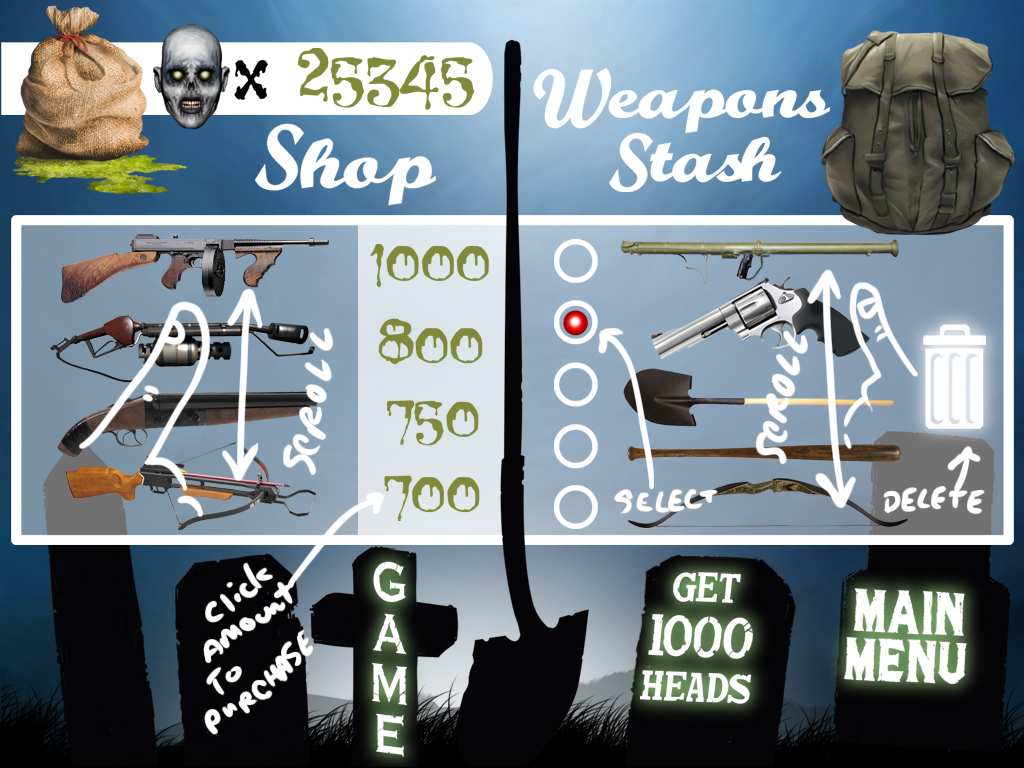 x 25345
Shop
Weapons
Stash
1000
800
750
700
SCROLL
SCROLL
SELECT
DELETE
Click
Amount
To
PURCHASE
GAME
GET
1000
HEADS
MAIN
MENU